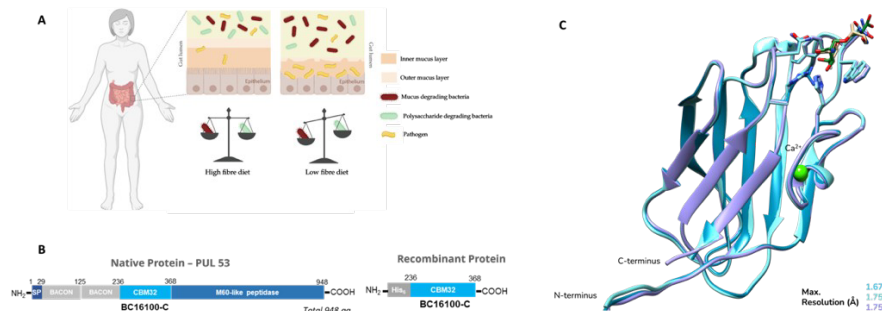 A
Gut lumen
Epithelium
Gut lumen
Epithelium
Inner mucus layer
Outer mucus layer
Mucus degrading bacteria
Polysaccharide-degrading bacteria
Pathogen
High fibre diet
Low fibre diet
B
Native Protein – PUL 53
1 29 125 236 368 948
NH₂ SP BACON BACON CBM32 M60-like peptidase COOH
BC16100-C
Total 948 aa
Recombinant Protein
236 368
NH₂ His₆ CBM32 COOH
BC16100-C
C
Ca²⁺
C-terminus
N-terminus
Max.
Resolution (Å)
1.67
1.75
1.75